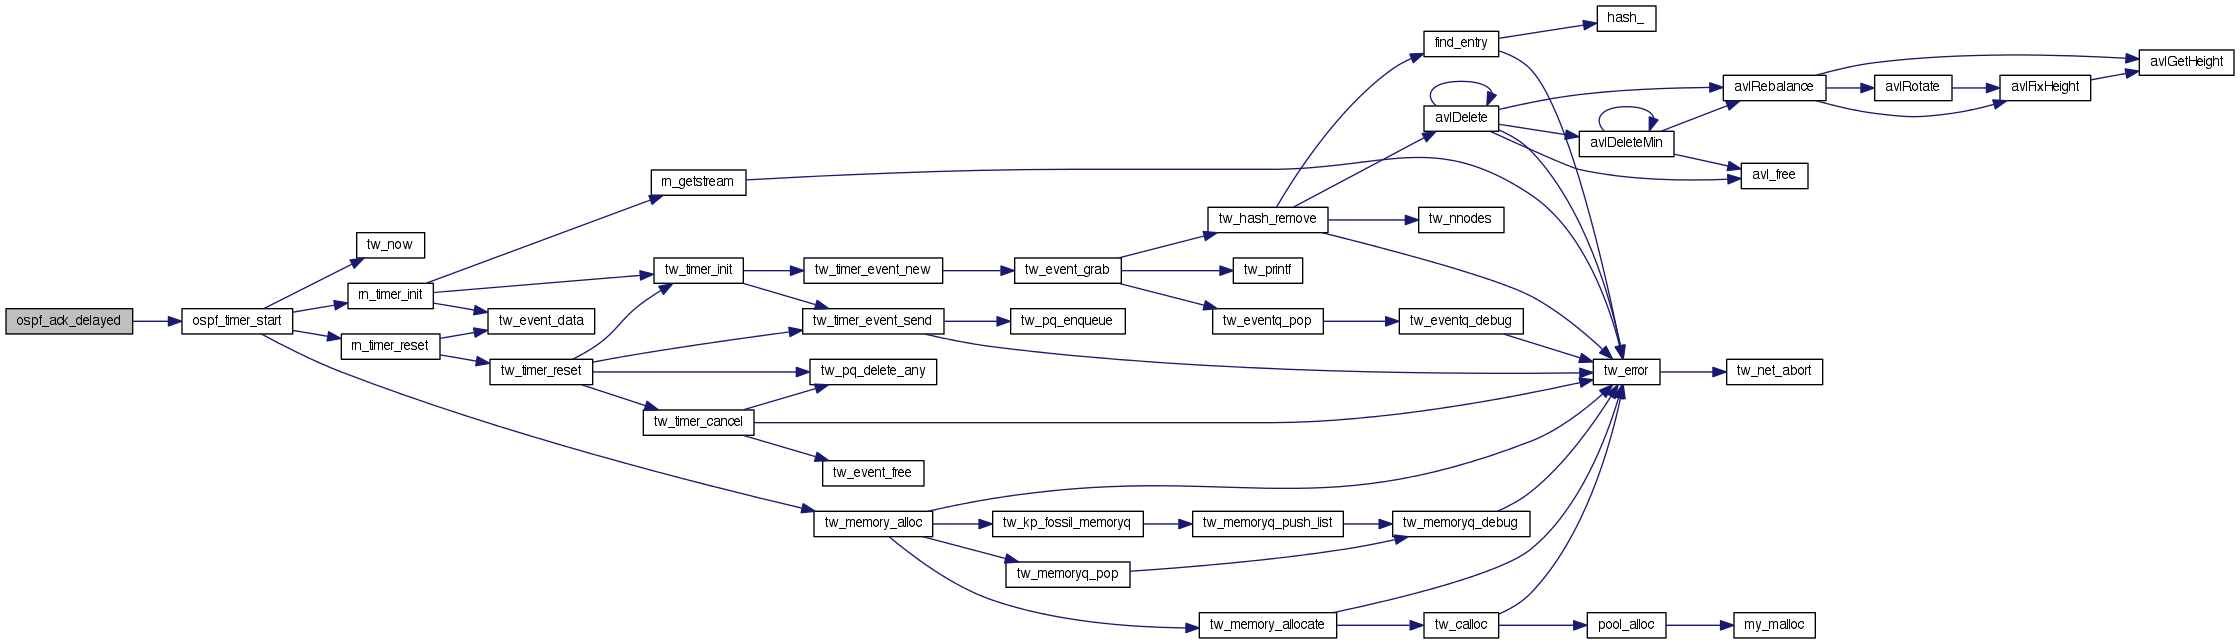 ospf_ack_delayed
ospf_timer_start
tw_now
rn_timer_init
rn_timer_reset
tw_event_data
tw_timer_reset
rn_getstream
tw_timer_init
tw_timer_cancel
tw_timer_event_new
tw_timer_event_send
tw_pq_delete_any
tw_event_free
tw_memory_alloc
tw_event_grab
tw_pq_enqueue
tw_kp_fossil_memoryq
tw_memoryq_pop
tw_hash_remove
tw_printf
tw_eventq_pop
tw_memoryq_push_list
tw_memory_allocate
find_entry
avlDelete
tw_nnodes
tw_eventq_debug
tw_memoryq_debug
tw_calloc
hash_
avlDeleteMin
tw_error
pool_alloc
avlRebalance
avl_free
tw_net_abort
my_malloc
avlRotate
avlFixHeight
avlGetHeight